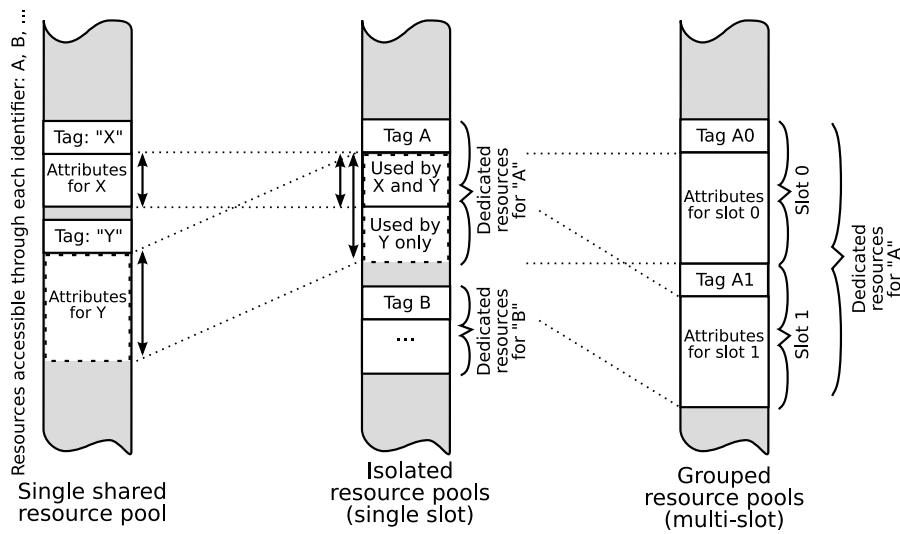 Resources accessible through each identifier: A, B, ...
Tag: "X"
Attributes
for X
Tag: "Y"
Attributes
for Y
Single shared
resource pool
Tag A
Used by
X and Y
Used by
Y only
Dedicated
resources
for "A"
Tag B
...
Dedicated
resources
for "B"
Isolated
resource pools
(single slot)
Tag A0
Attributes
for slot 0
Slot 0
Tag A1
Attributes
for slot 1
Slot 1
Dedicated
resources
for "A"
Grouped
resource pools
(multi-slot)